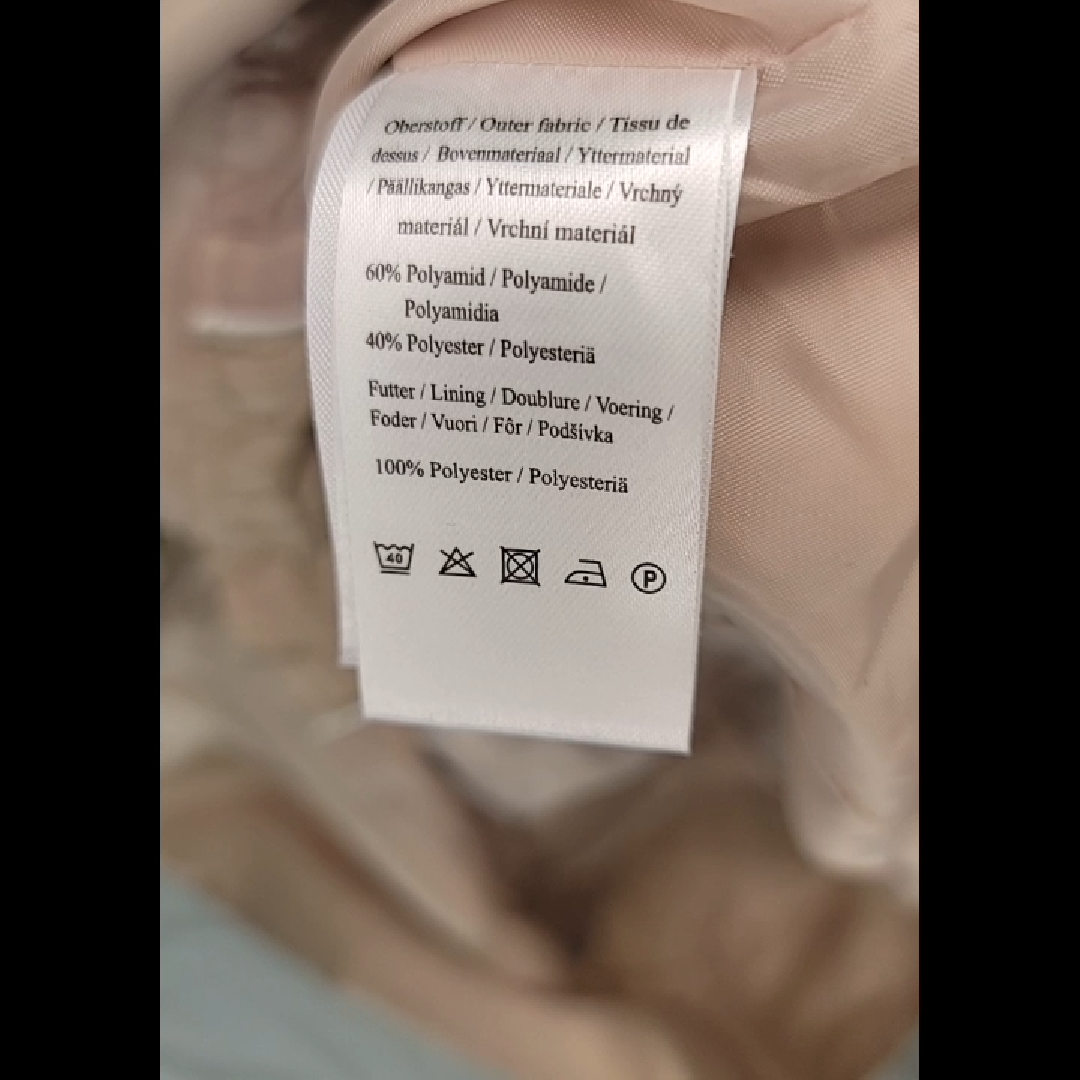 Oberstoff / Outer fabric / Tissu de
dessus / Bovenmateriaal / Yttermaterial
/ Päällikangas / Yttermateriale / Vrchný
materiál / Vrchní materiál
60% Polyamid / Polyamide /
Polyamidia
40% Polyester / Polyesteriä
Futter / Lining / Doublure / Voering /
Foder / Vuori / Fôr / Podšívka
100% Polyester / Polyesteriä
40 P